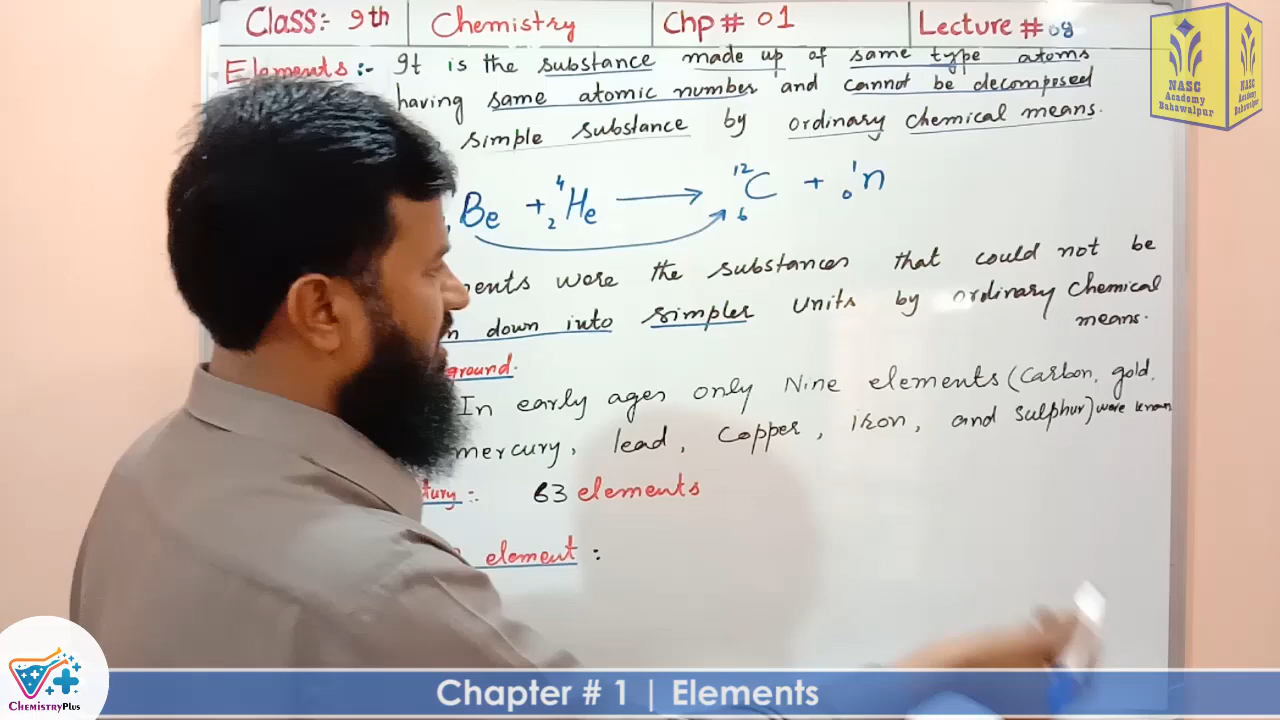 Class:- 9th Chemistry Chp # 01 Lecture # 08
Elements :- It is the substance made up of same type atoms
having same atomic number and cannot be decomposed
simple substance by ordinary chemical means.
Be + ⁴₂He → ¹²₆C + ¹₀n
ents were the substances that could not be
n down into simpler units by ordinary Chemical
means.
ground.
In early ages only Nine elements (Carbon, gold,
mercury, lead, Copper, iron, and sulphur) were known
tury :- 63 elements
element :
NASC
Academy
Bahawalpur
NASC
Academy
Bahawalpur
ChemistryPlus
Chapter # 1 | Elements